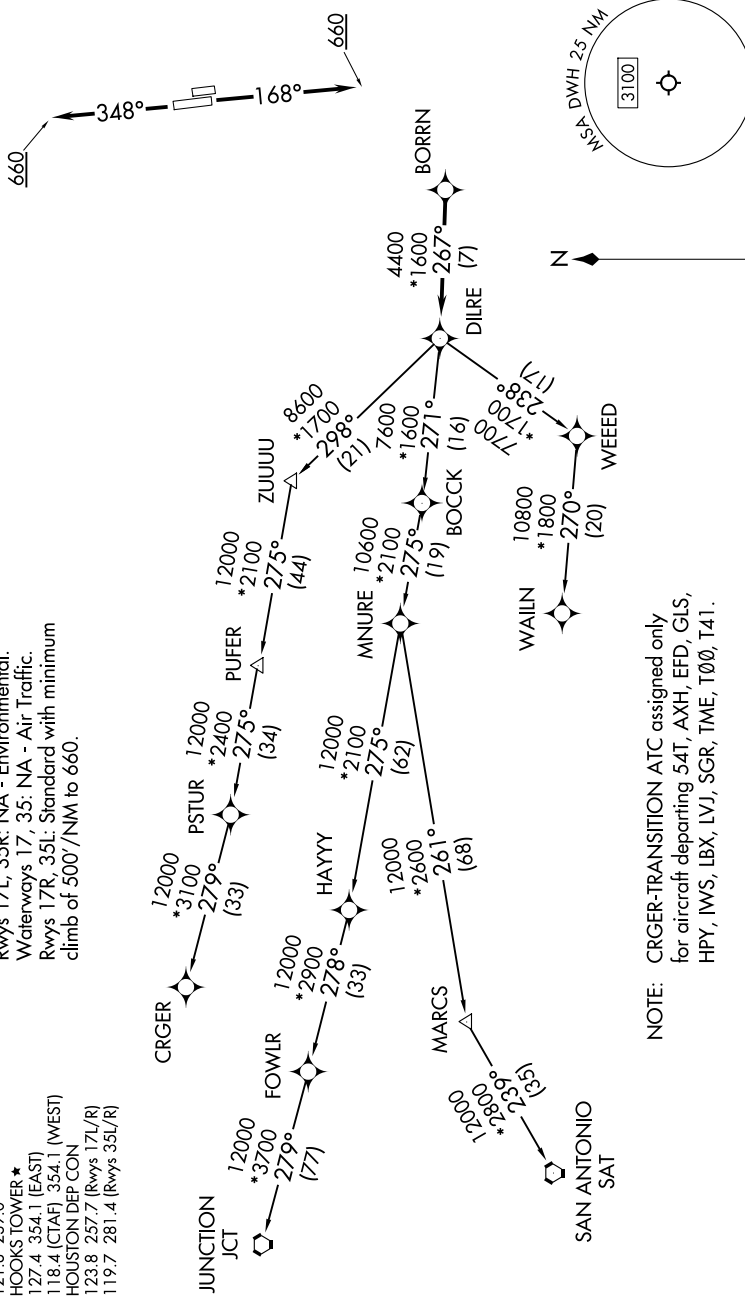 HOOKS TOWER ★
127.4 354.1 (EAST)
118.4 (CTAF) 354.1 (WEST)
HOUSTON DEP CON
123.8 257.7 (Rwys 17L/R)
119.7 281.4 (Rwys 35L/R)
Rwys 17L, 35R: NA - Environmental.
Waterways 17, 35: NA - Air Traffic.
Rwys 17R, 35L: Standard with minimum
climb of 500'/NM to 660.
660
348°
168°
660
MSA DWH 25 NM
3100
N
BORRN
4400
*1600
267°
(7)
DILRE
8600
*1700
298°
(21)
ZUUUU
12000
*2100
275°
(44)
PUFER
12000
*2400
275°
(34)
PSTUR
12000
*3100
279°
(33)
CRGER
7600
*1600
271°
(16)
BOCCK
10600
*2100
275°
(19)
MNURE
12000
*2100
275°
(62)
HAYYY
12000
*2900
278°
(33)
FOWLR
12000
*3700
279°
(77)
JUNCTION
JCT
12000
*2600
261°
(68)
MARCS
12000
*2800
239°
(35)
SAN ANTONIO
SAT
7700
*1700
238°
(17)
WEEED
10800
*1800
270°
(20)
WAILN
NOTE: CRGER-TRANSITION ATC assigned only
for aircraft departing 54T, AXH, EFD, GLS,
HPY, IWS, LBX, LVJ, SGR, TME, TØØ, T41.